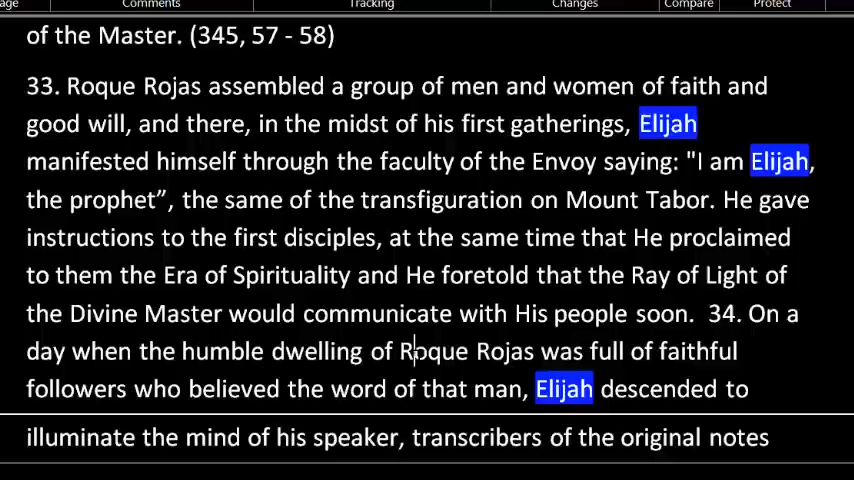 age Comments Tracking Changes Compare Protect
of the Master. (345, 57 - 58)
33. Roque Rojas assembled a group of men and women of faith and
good will, and there, in the midst of his first gatherings, Elijah
manifested himself through the faculty of the Envoy saying: "I am Elijah,
the prophet”, the same of the transfiguration on Mount Tabor. He gave
instructions to the first disciples, at the same time that He proclaimed
to them the Era of Spirituality and He foretold that the Ray of Light of
the Divine Master would communicate with His people soon.  34. On a
day when the humble dwelling of Roque Rojas was full of faithful
followers who believed the word of that man, Elijah descended to
illuminate the mind of his speaker, transcribers of the original notes